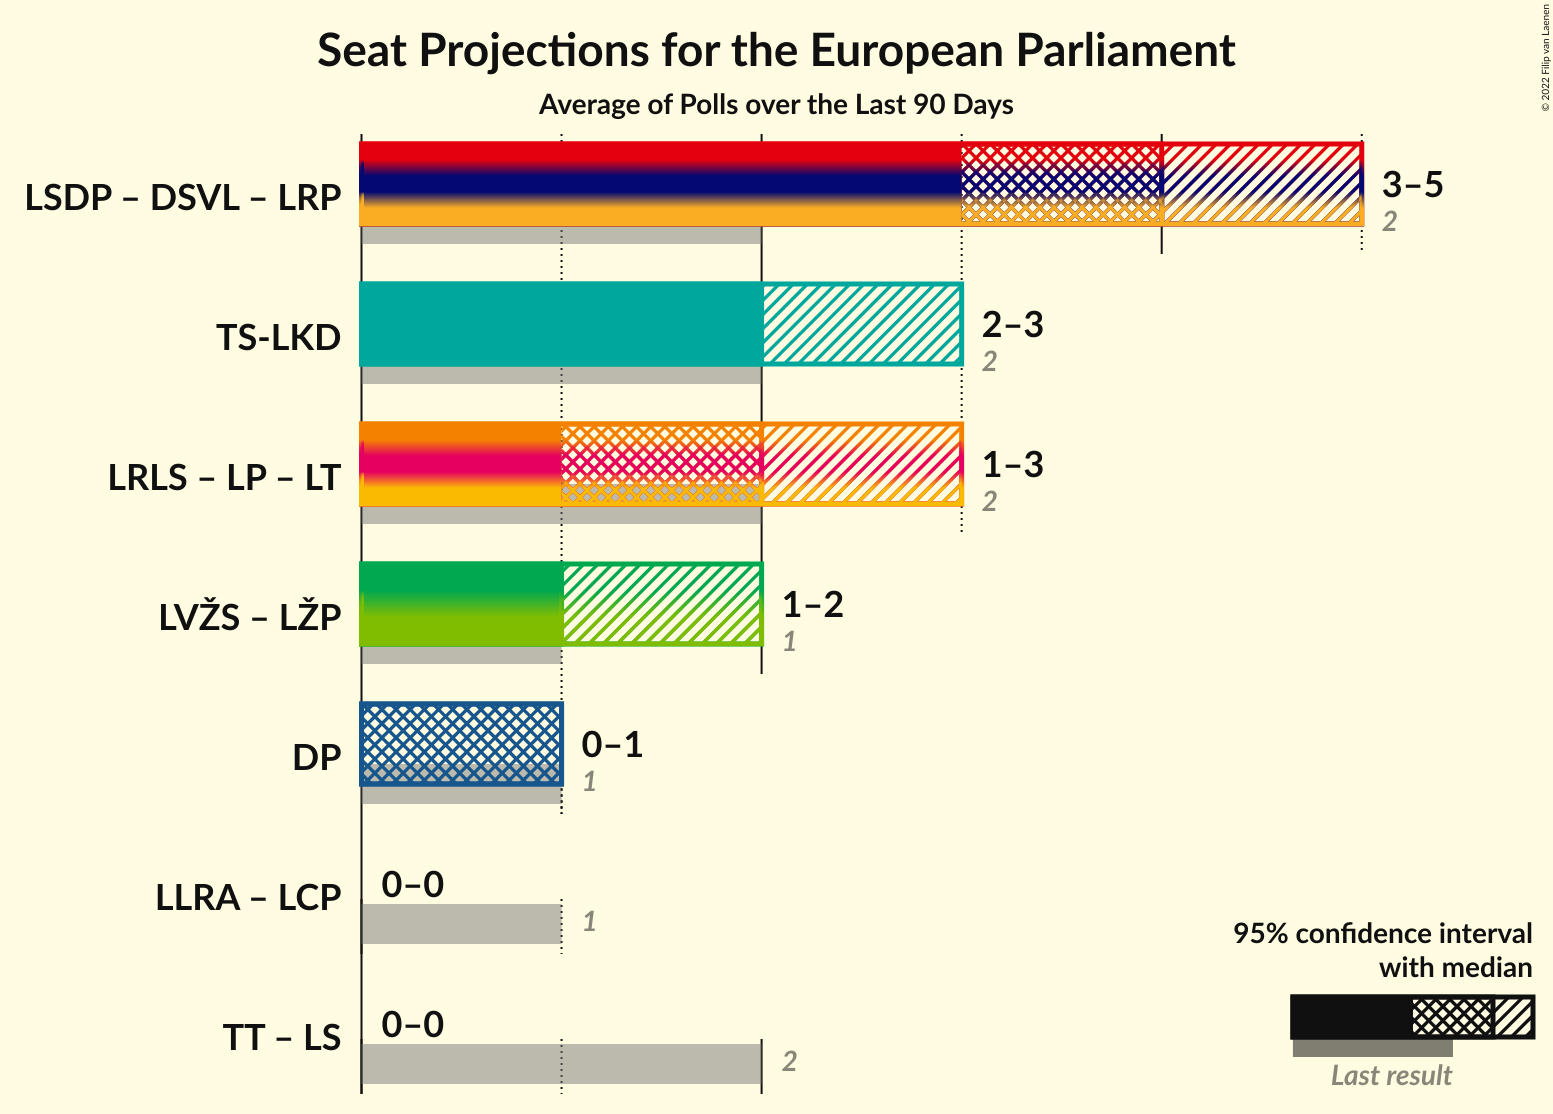 Seat Projections for the European Parliament
Average of Polls over the Last 90 Days
© 2022 Filip van Laenen
LSDP – DSVL – LRP
3–5
2
TS-LKD
2–3
2
LRLS – LP – LT
1–3
2
LVŽS – LŽP
1–2
1
DP
0–1
1
LLRA – LCP
0–0
1
TT – LS
0–0
2
95% confidence interval
with median
Last result